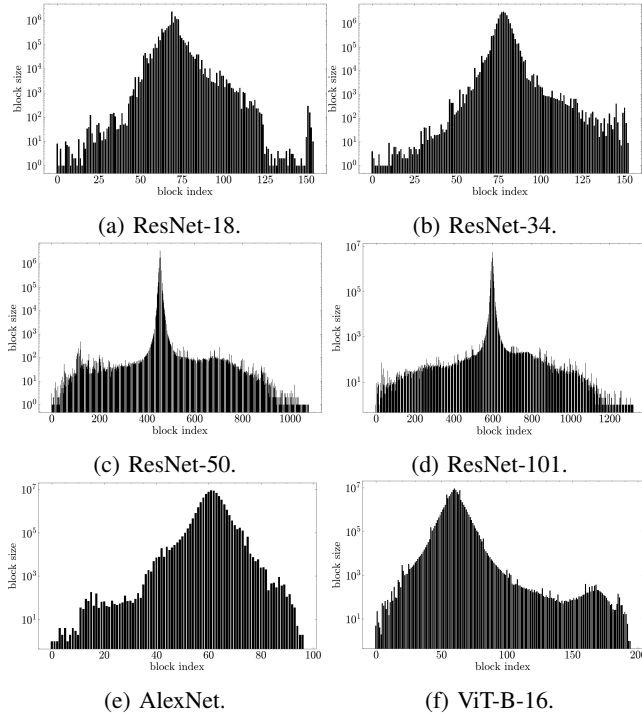 block size
10^6
10^5
10^4
10^3
10^2
10^1
10^0
0 25 50 75 100 125 150
block index
(a) ResNet-18.
block size
10^6
10^5
10^4
10^3
10^2
10^1
10^0
0 25 50 75 100 125 150
block index
(b) ResNet-34.
block size
10^6
10^5
10^4
10^3
10^2
10^1
10^0
0 200 400 600 800 1000
block index
(c) ResNet-50.
block size
10^7
10^5
10^3
10^1
0 200 400 600 800 1000 1200
block index
(d) ResNet-101.
block size
10^7
10^5
10^3
10^1
0 20 40 60 80 100
block index
(e) AlexNet.
block size
10^7
10^5
10^3
10^1
0 50 100 150 200
block index
(f) ViT-B-16.